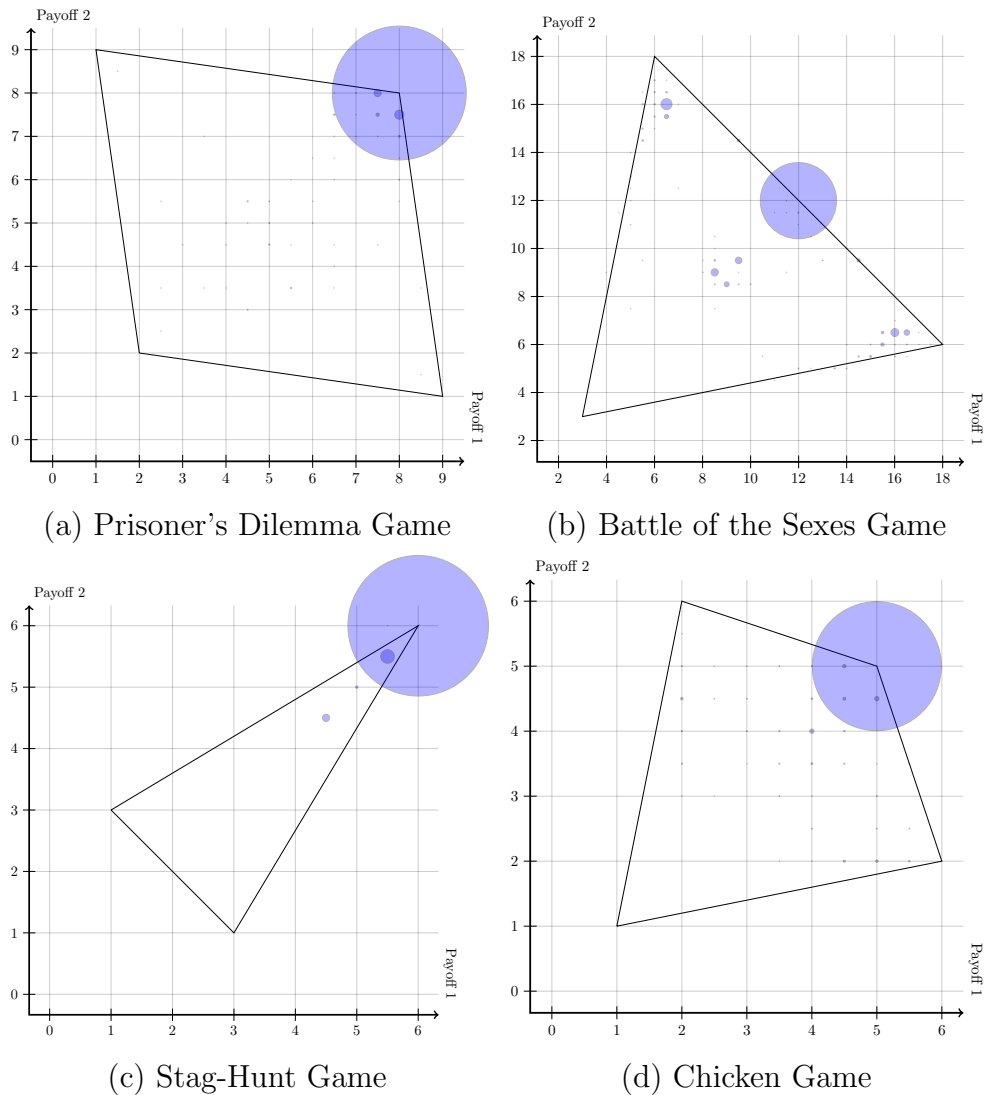 Payoff 2
9
8
7
6
5
4
3
2
1
0
0 1 2 3 4 5 6 7 8 9
Payoff 1
(a) Prisoner's Dilemma Game
Payoff 2
18
16
14
12
10
8
6
4
2
2 4 6 8 10 12 14 16 18
Payoff 1
(b) Battle of the Sexes Game
Payoff 2
6
5
4
3
2
1
0
0 1 2 3 4 5 6
Payoff 1
(c) Stag-Hunt Game
Payoff 2
6
5
4
3
2
1
0
0 1 2 3 4 5 6
Payoff 1
(d) Chicken Game